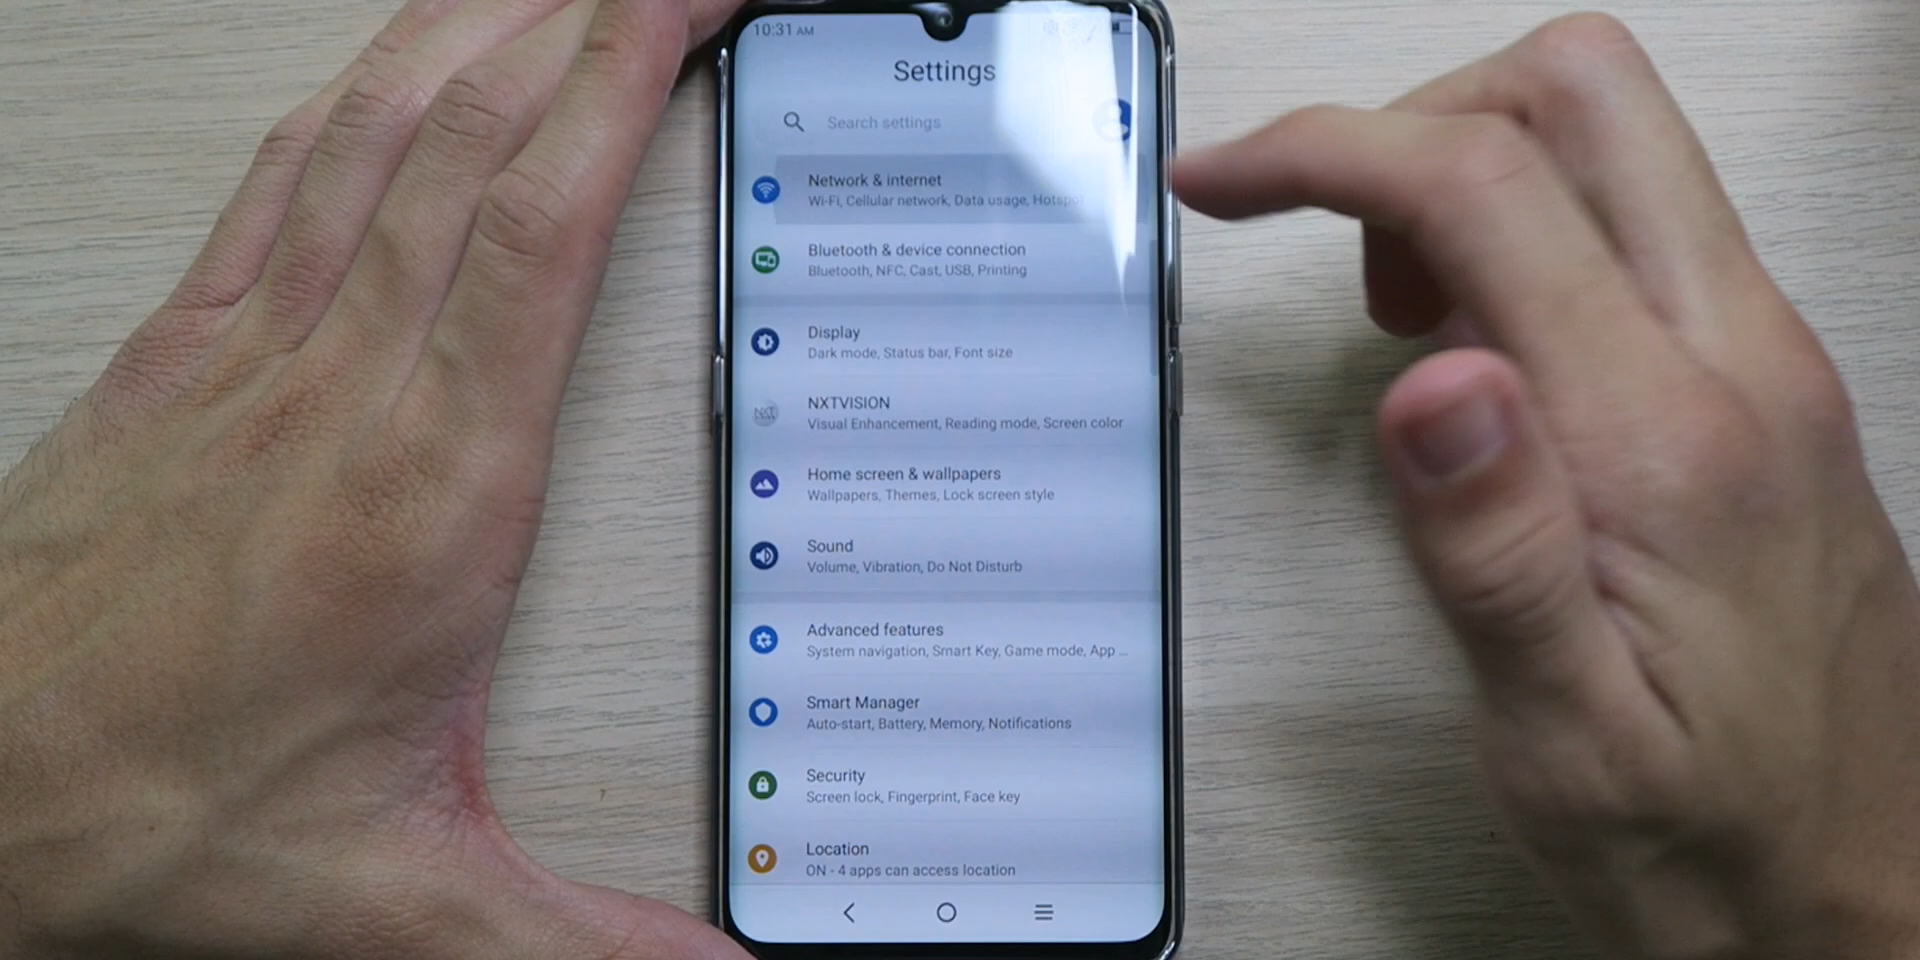 10:31 AM
Settings
Search settings
Network & internet
Wi-Fi, Cellular network, Data usage, Hotspot
Bluetooth & device connection
Bluetooth, NFC, Cast, USB, Printing
Display
Dark mode, Status bar, Font size
NXT
NXTVISION
Visual Enhancement, Reading mode, Screen color
Home screen & wallpapers
Wallpapers, Themes, Lock screen style
Sound
Volume, Vibration, Do Not Disturb
Advanced features
System navigation, Smart Key, Game mode, App ...
Smart Manager
Auto-start, Battery, Memory, Notifications
Security
Screen lock, Fingerprint, Face key
Location
ON - 4 apps can access location